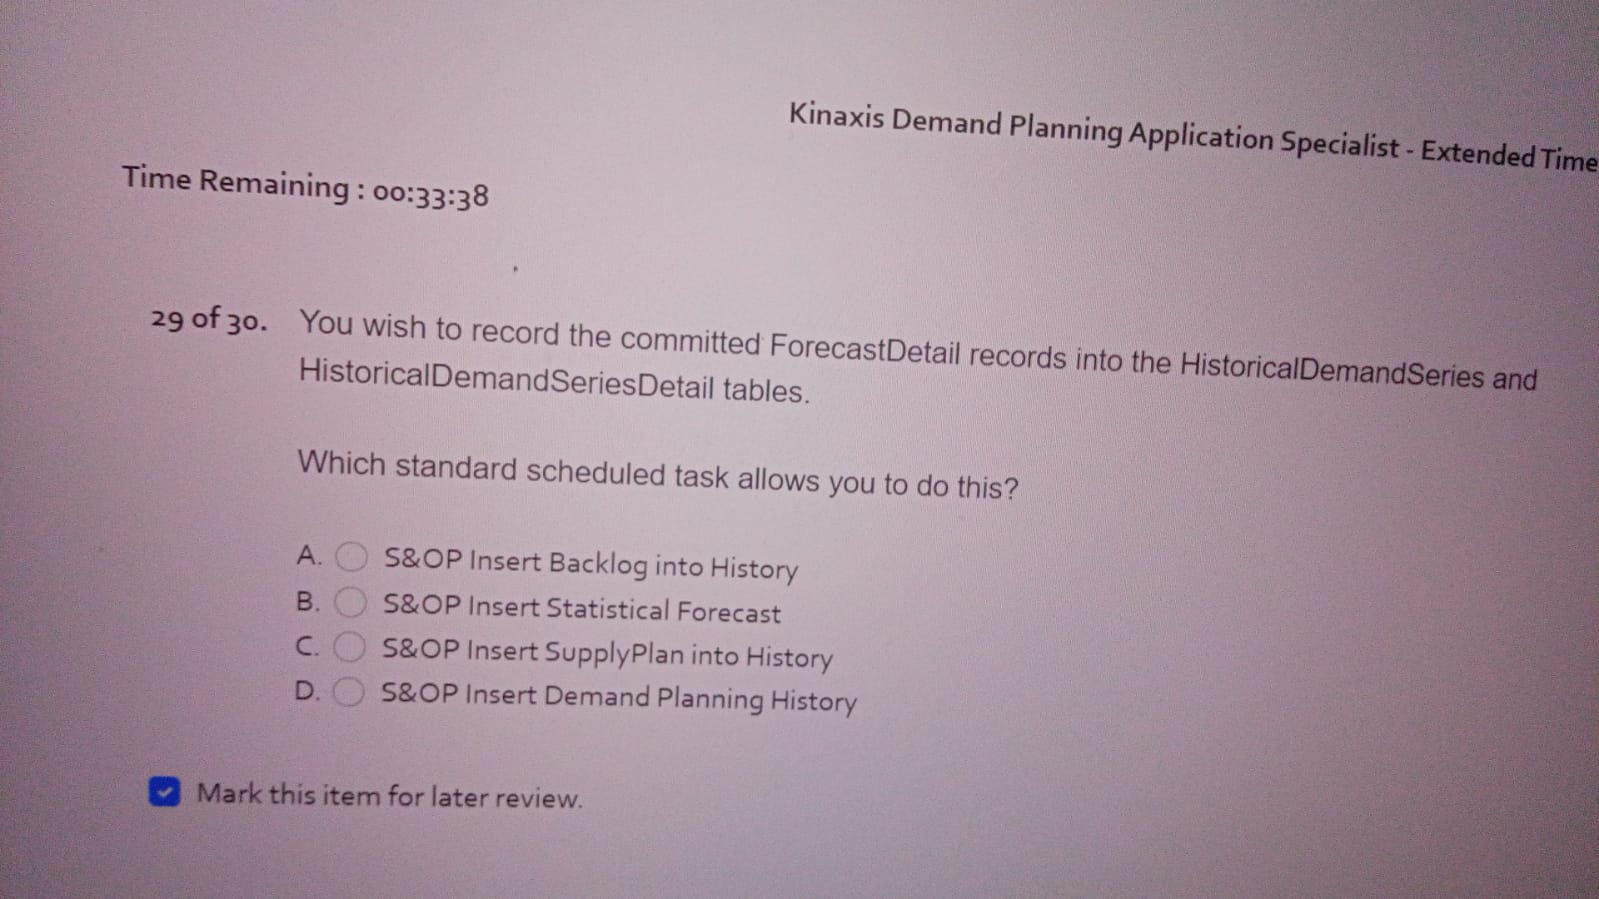 Kinaxis Demand Planning Application Specialist - Extended Time
Time Remaining : 00:33:38
29 of 30. You wish to record the committed ForecastDetail records into the HistoricalDemandSeries and
HistoricalDemandSeriesDetail tables.
Which standard scheduled task allows you to do this?
A. S&OP Insert Backlog into History
B. S&OP Insert Statistical Forecast
C. S&OP Insert SupplyPlan into History
D. S&OP Insert Demand Planning History
Mark this item for later review.